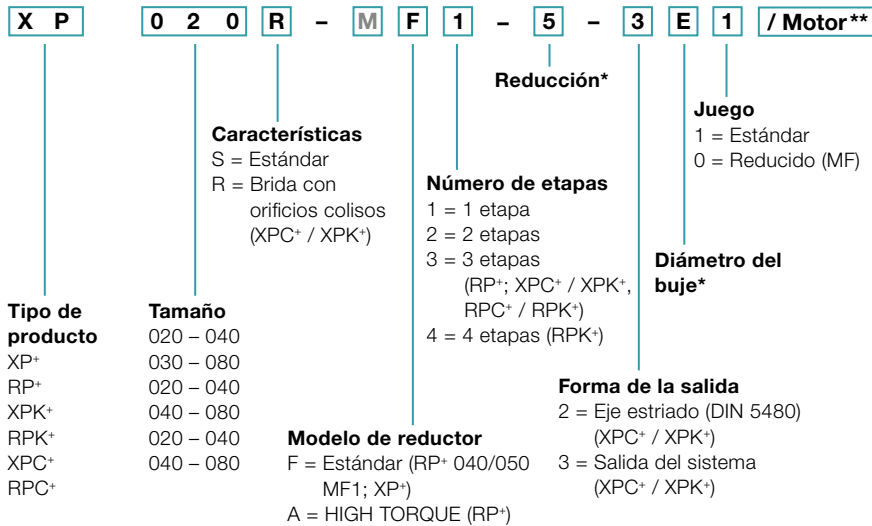 X P 0 2 0 R – M F 1 – 5 – 3 E 1 / Motor**
Reducción*
Juego
1 = Estándar
0 = Reducido (MF)
Características
S = Estándar
R = Brida con
orificios colisos
(XPC+ / XPK+)
Número de etapas
1 = 1 etapa
2 = 2 etapas
3 = 3 etapas
(RP+; XPC+ / XPK+,
RPC+ / RPK+)
4 = 4 etapas (RPK+)
Diámetro del
buje*
Tipo de
producto
XP+
RP+
XPK+
RPK+
XPC+
RPC+
Tamaño
020 – 040
030 – 080
020 – 040
040 – 080
020 – 040
040 – 080
Modelo de reductor
F = Estándar (RP+ 040/050
MF1; XP+)
A = HIGH TORQUE (RP+)
Forma de la salida
2 = Eje estriado (DIN 5480)
(XPC+ / XPK+)
3 = Salida del sistema
(XPC+ / XPK+)